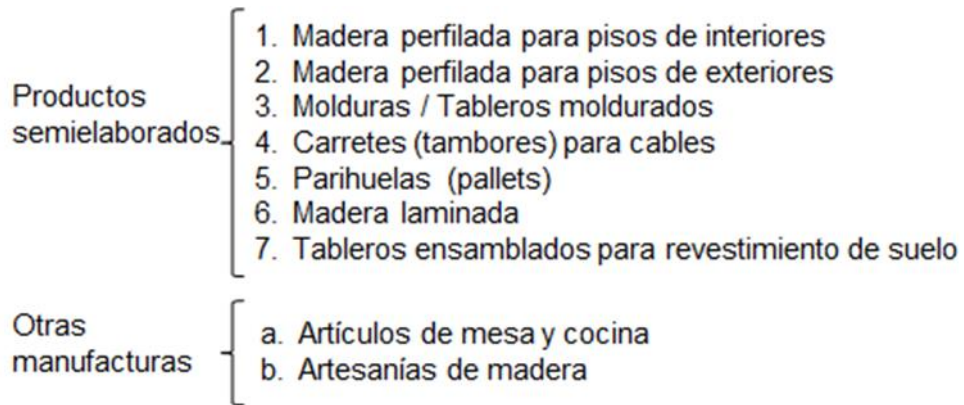 Productos
semielaborados
1. Madera perfilada para pisos de interiores
2. Madera perfilada para pisos de exteriores
3. Molduras / Tableros moldurados
4. Carretes (tambores) para cables
5. Parihuelas (pallets)
6. Madera laminada
7. Tableros ensamblados para revestimiento de suelo
Otras
manufacturas
a. Artículos de mesa y cocina
b. Artesanías de madera